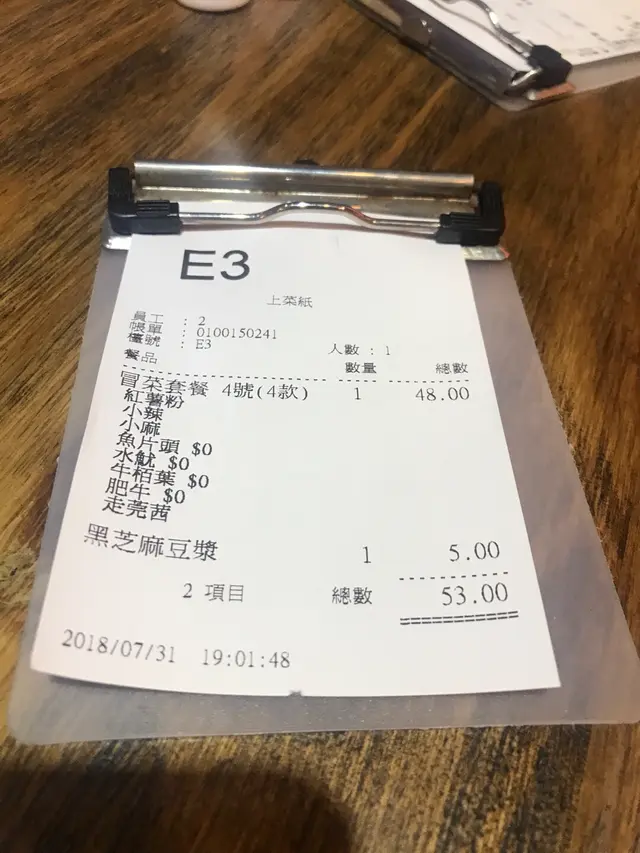 E3
上菜紙
員工 : 2
帳單 : 0100150241
檯號 : E3
人數 : 1
餐品 數量 總數
冒菜套餐 4號(4款) 1 48.00
紅薯粉
小辣
小麻
魚片頭 $0
水魷 $0
牛栢葉 $0
肥牛 $0
走芫茜
黑芝麻豆漿 1 5.00
2 項目 總數 53.00
2018/07/31 19:01:48